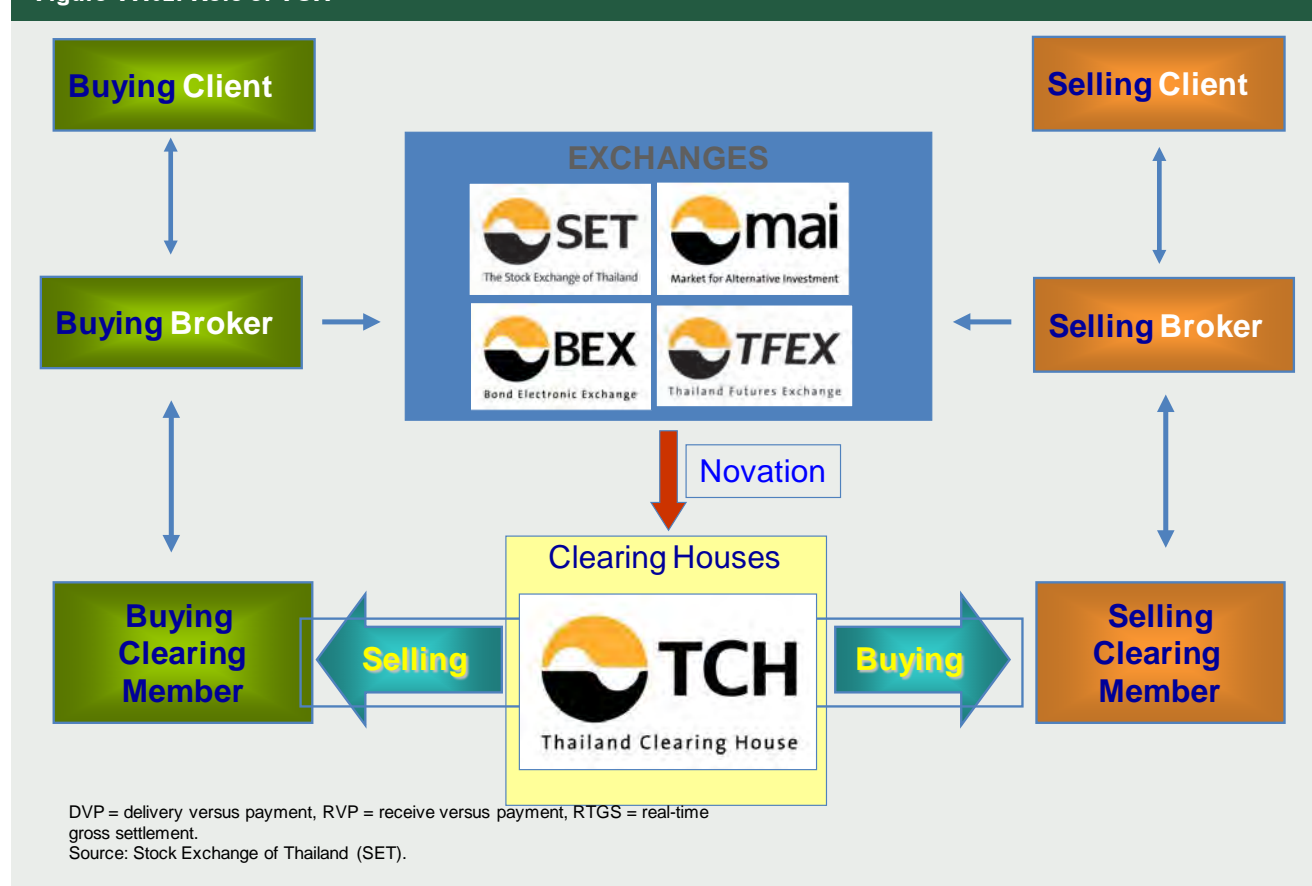 Buying Client
Selling Client
EXCHANGES
SET
The Stock Exchange of Thailand
mai
Market for Alternative Investment
Buying Broker
Selling Broker
BEX
Bond Electronic Exchange
TFEX
Thailand Futures Exchange
Novation
Clearing Houses
Buying
Clearing
Member
Selling
TCH
Thailand Clearing House
Buying
Selling
Clearing
Member
DVP = delivery versus payment, RVP = receive versus payment, RTGS = real-time
gross settlement.
Source: Stock Exchange of Thailand (SET).